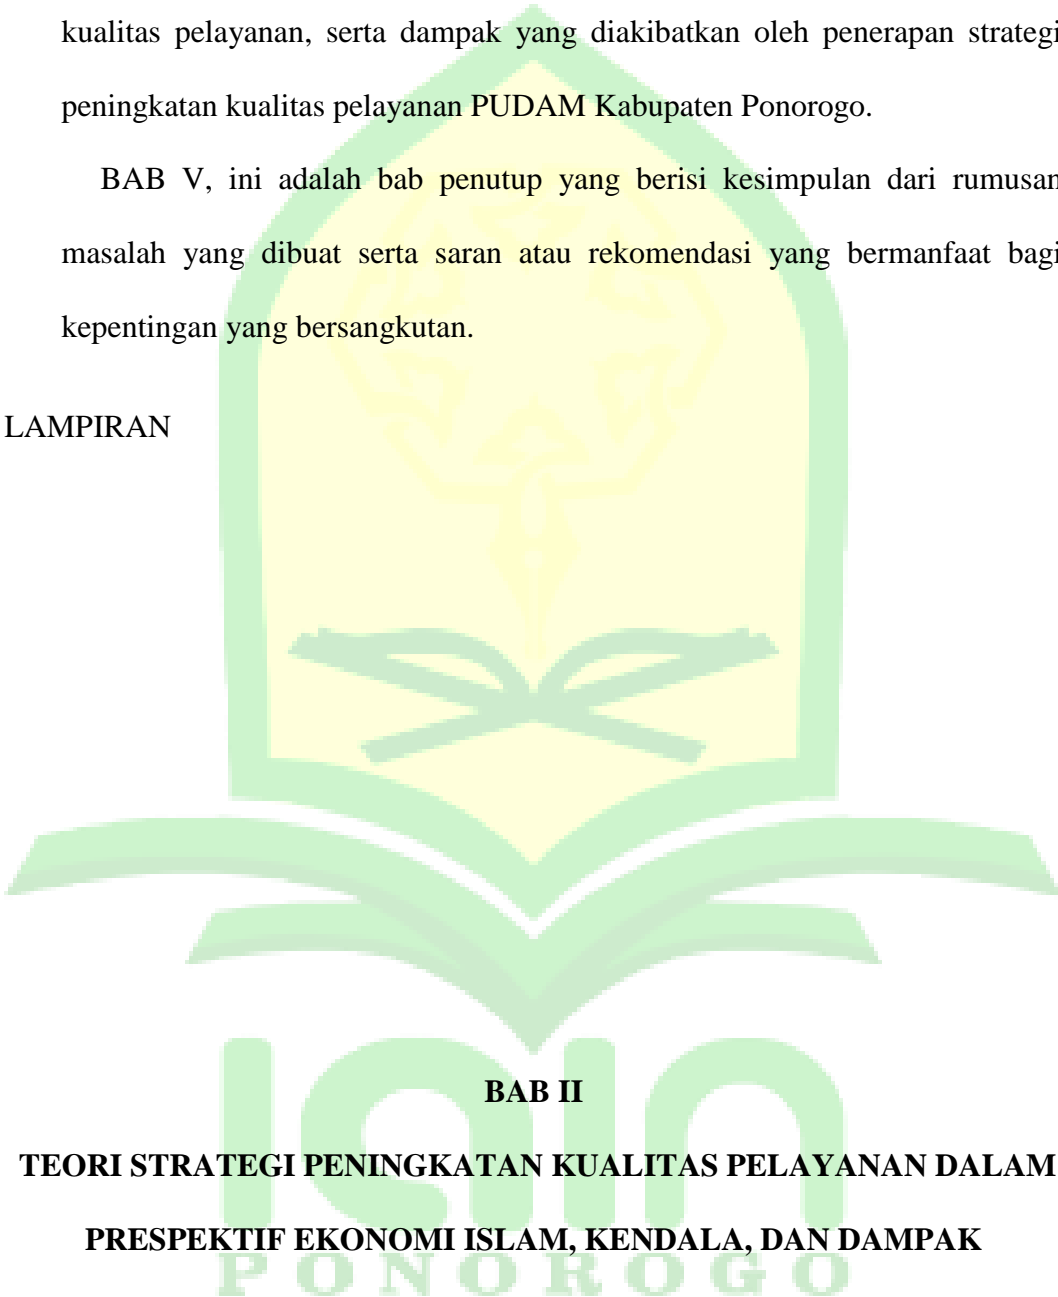 kualitas pelayanan, serta dampak yang diakibatkan oleh penerapan strategi
peningkatan kualitas pelayanan PUDAM Kabupaten Ponorogo.
BAB V, ini adalah bab penutup yang berisi kesimpulan dari rumusan
masalah yang dibuat serta saran atau rekomendasi yang bermanfaat bagi
kepentingan yang bersangkutan.
LAMPIRAN
iain
BAB II
TEORI STRATEGI PENINGKATAN KUALITAS PELAYANAN DALAM
PRESPEKTIF EKONOMI ISLAM, KENDALA, DAN DAMPAK
PONOROGO